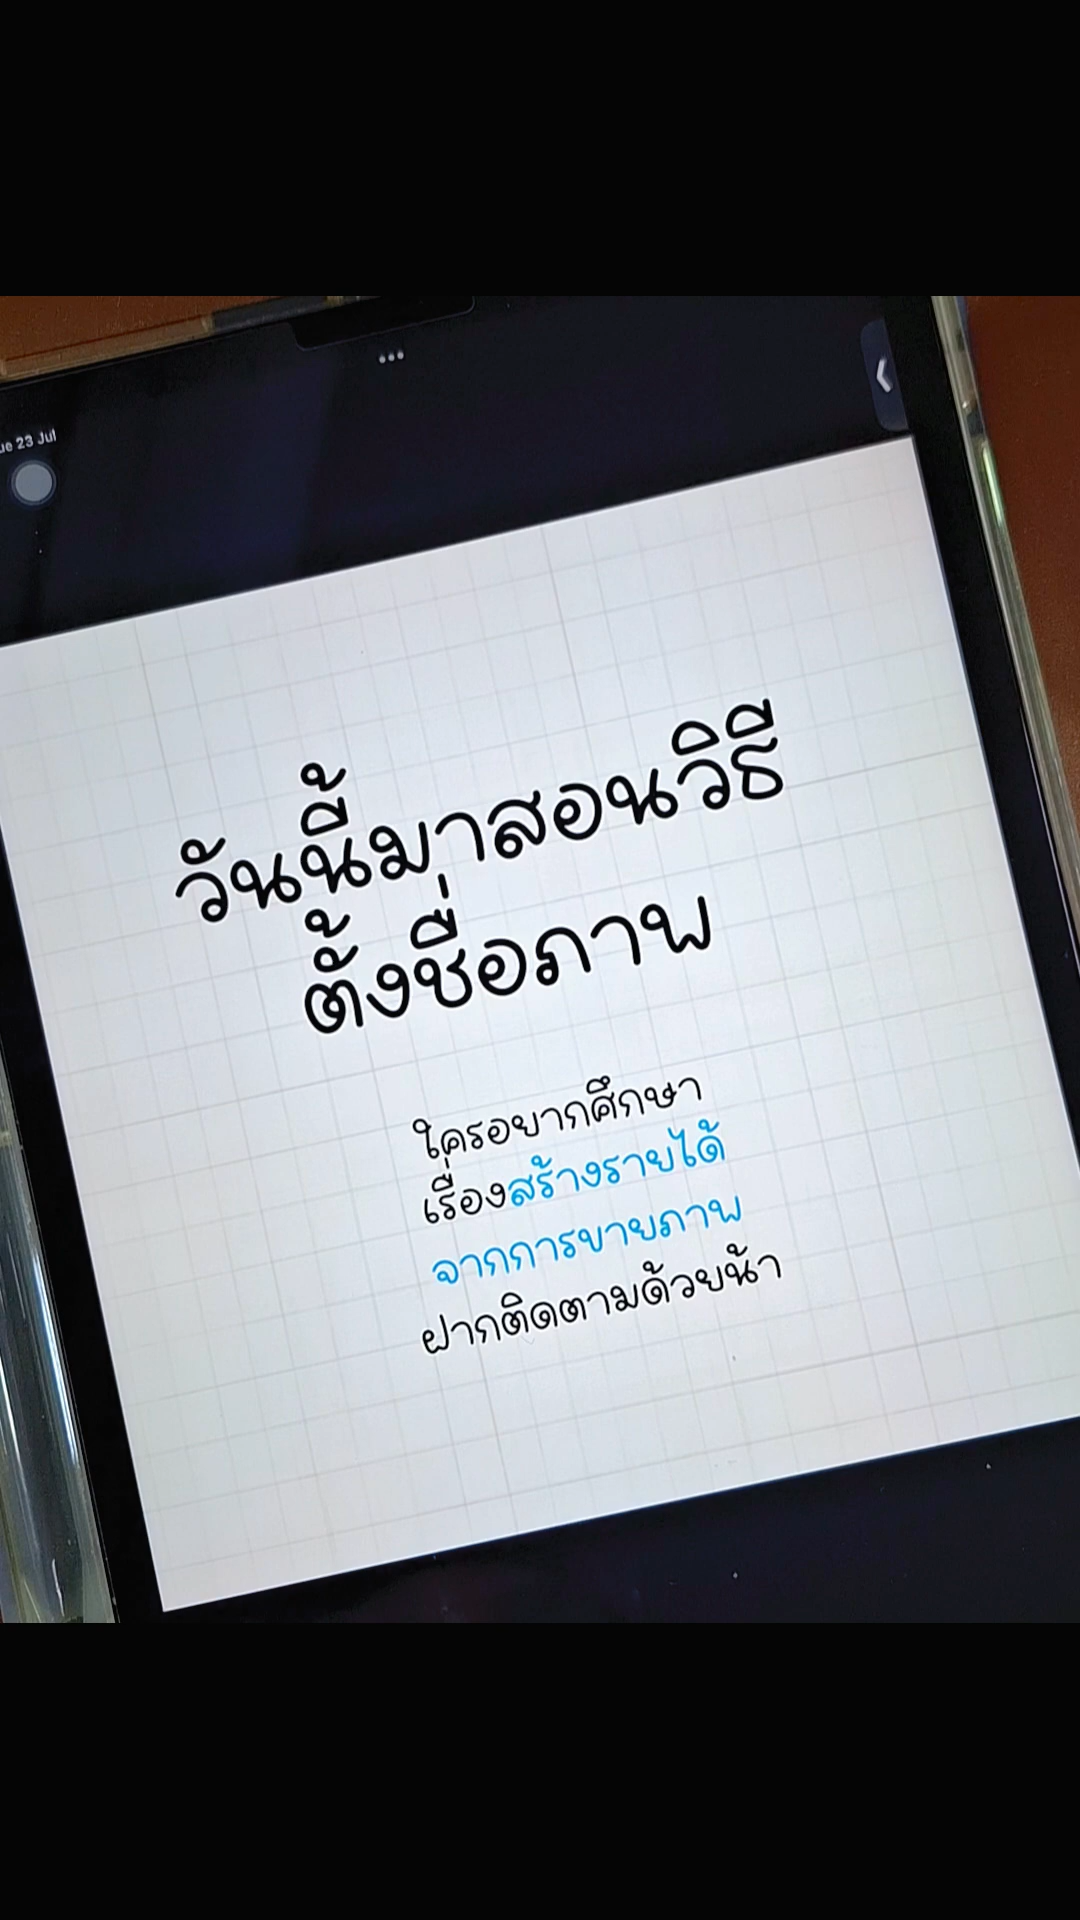 23 Jul
วันนี้มาสอนวิธี
ตั้งชื่อภาพ
ใครอยากศึกษา
เรื่องสร้างรายได้
จากการขายภาพ
ฝากติดตามด้วยน้า